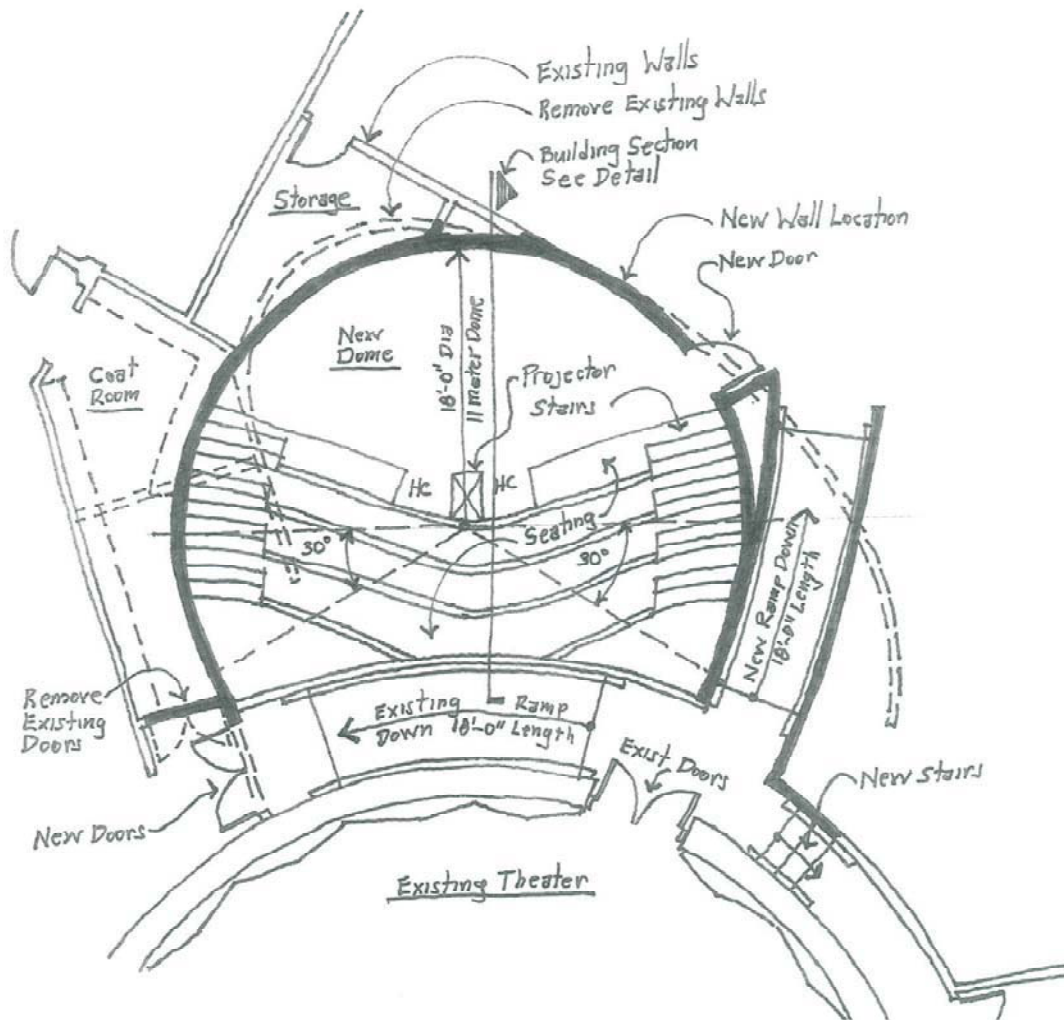 Existing Walls
Remove Existing Walls
Building Section
See Detail
Storage
New Wall Location
New Door
New
Dome
18'-0" Dia
11 Meter Dome
Projector
Stairs
Coat
Room
HC
HC
Seating
30°
30°
New Ramp Down
18'-0" Length
Remove
Existing
Doors
Existing Ramp
Down 18'-0" Length
Exist Doors
New Stairs
New Doors
Existing Theater